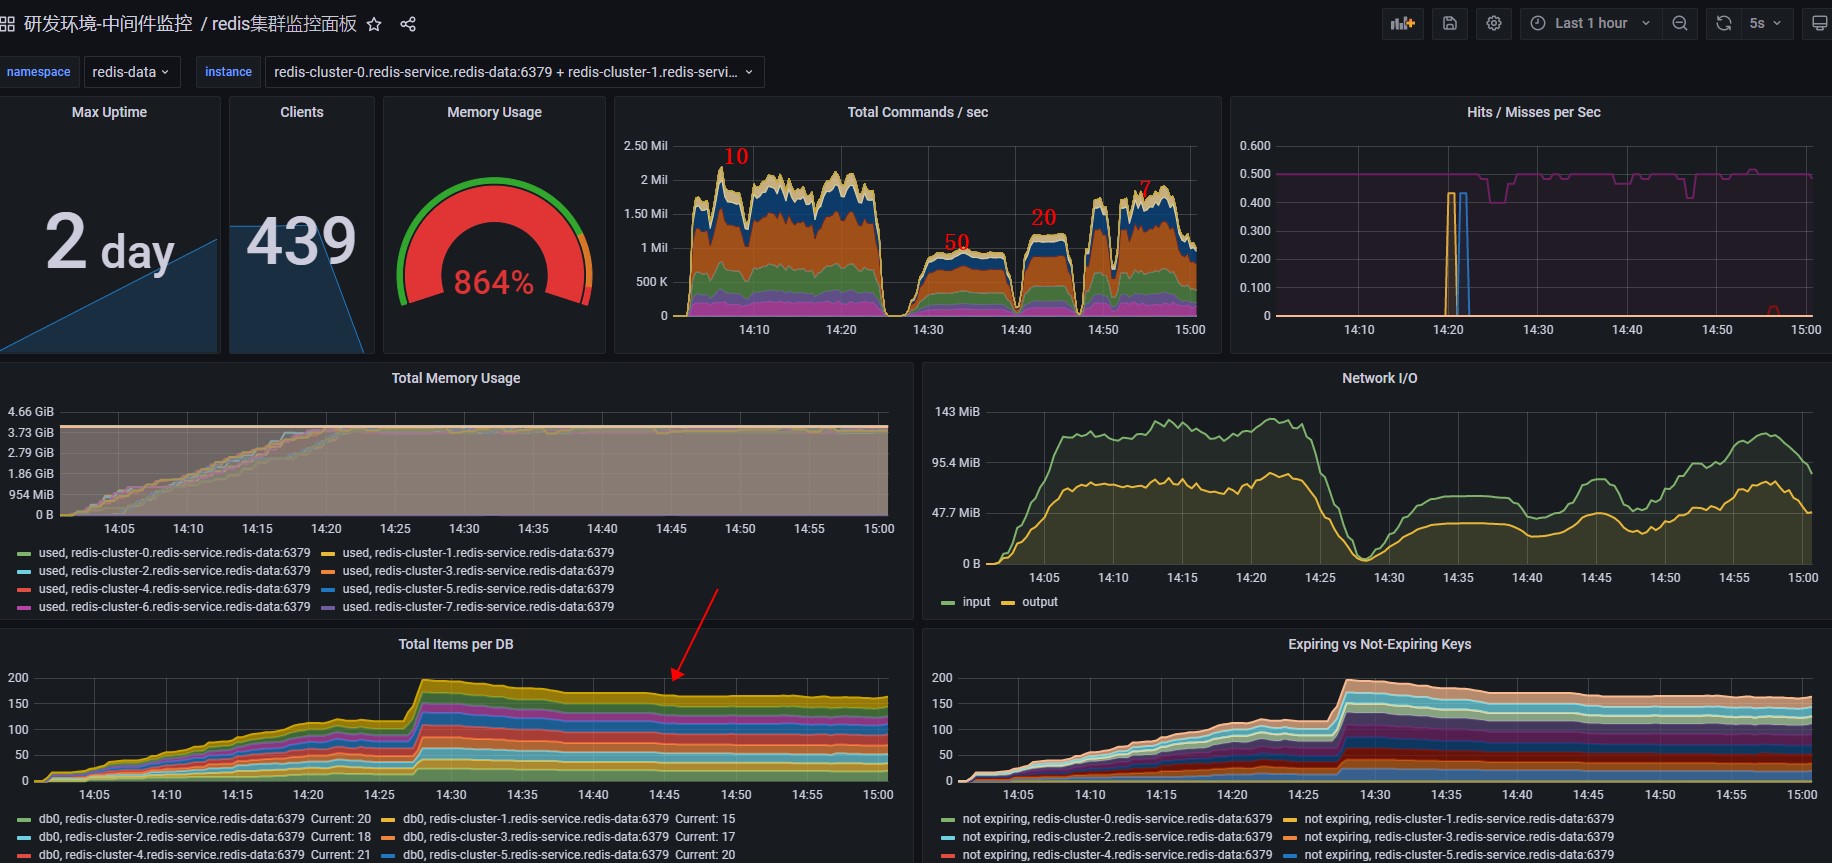 研发环境-中间件监控 / redis集群监控面板
Last 1 hour
5s
namespace
redis-data
instance
redis-cluster-0.redis-service.redis-data:6379 + redis-cluster-1.redis-servi...
Max Uptime
2 day
Clients
439
Memory Usage
864%
Total Commands / sec
2.50 Mil
2 Mil
1.50 Mil
1 Mil
500 K
0
10
50
20
7
14:10 14:20 14:30 14:40 14:50 15:00
Hits / Misses per Sec
0.600
0.500
0.400
0.300
0.200
0.100
0
14:10 14:20 14:30 14:40 14:50 15:00
Total Memory Usage
4.66 GiB
3.73 GiB
2.79 GiB
1.86 GiB
954 MiB
0 B
14:05 14:10 14:15 14:20 14:25 14:30 14:35 14:40 14:45 14:50 14:55 15:00
used, redis-cluster-0.redis-service.redis-data:6379 used, redis-cluster-1.redis-service.redis-data:6379
used, redis-cluster-2.redis-service.redis-data:6379 used, redis-cluster-3.redis-service.redis-data:6379
used, redis-cluster-4.redis-service.redis-data:6379 used, redis-cluster-5.redis-service.redis-data:6379
used, redis-cluster-6.redis-service.redis-data:6379 used, redis-cluster-7.redis-service.redis-data:6379
Network I/O
143 MiB
95.4 MiB
47.7 MiB
0 B
14:05 14:10 14:15 14:20 14:25 14:30 14:35 14:40 14:45 14:50 14:55 15:00
input output
Total Items per DB
200
150
100
50
0
14:05 14:10 14:15 14:20 14:25 14:30 14:35 14:40 14:45 14:50 14:55 15:00
db0, redis-cluster-0.redis-service.redis-data:6379 Current: 20 db0, redis-cluster-1.redis-service.redis-data:6379 Current: 15
db0, redis-cluster-2.redis-service.redis-data:6379 Current: 18 db0, redis-cluster-3.redis-service.redis-data:6379 Current: 17
db0, redis-cluster-4.redis-service.redis-data:6379 Current: 21 db0, redis-cluster-5.redis-service.redis-data:6379 Current: 20
Expiring vs Not-Expiring Keys
200
150
100
50
0
14:05 14:10 14:15 14:20 14:25 14:30 14:35 14:40 14:45 14:50 14:55 15:00
not expiring, redis-cluster-0.redis-service.redis-data:6379 not expiring, redis-cluster-1.redis-service.redis-data:6379
not expiring, redis-cluster-2.redis-service.redis-data:6379 not expiring, redis-cluster-3.redis-service.redis-data:6379
not expiring, redis-cluster-4.redis-service.redis-data:6379 not expiring, redis-cluster-5.redis-service.redis-data:6379